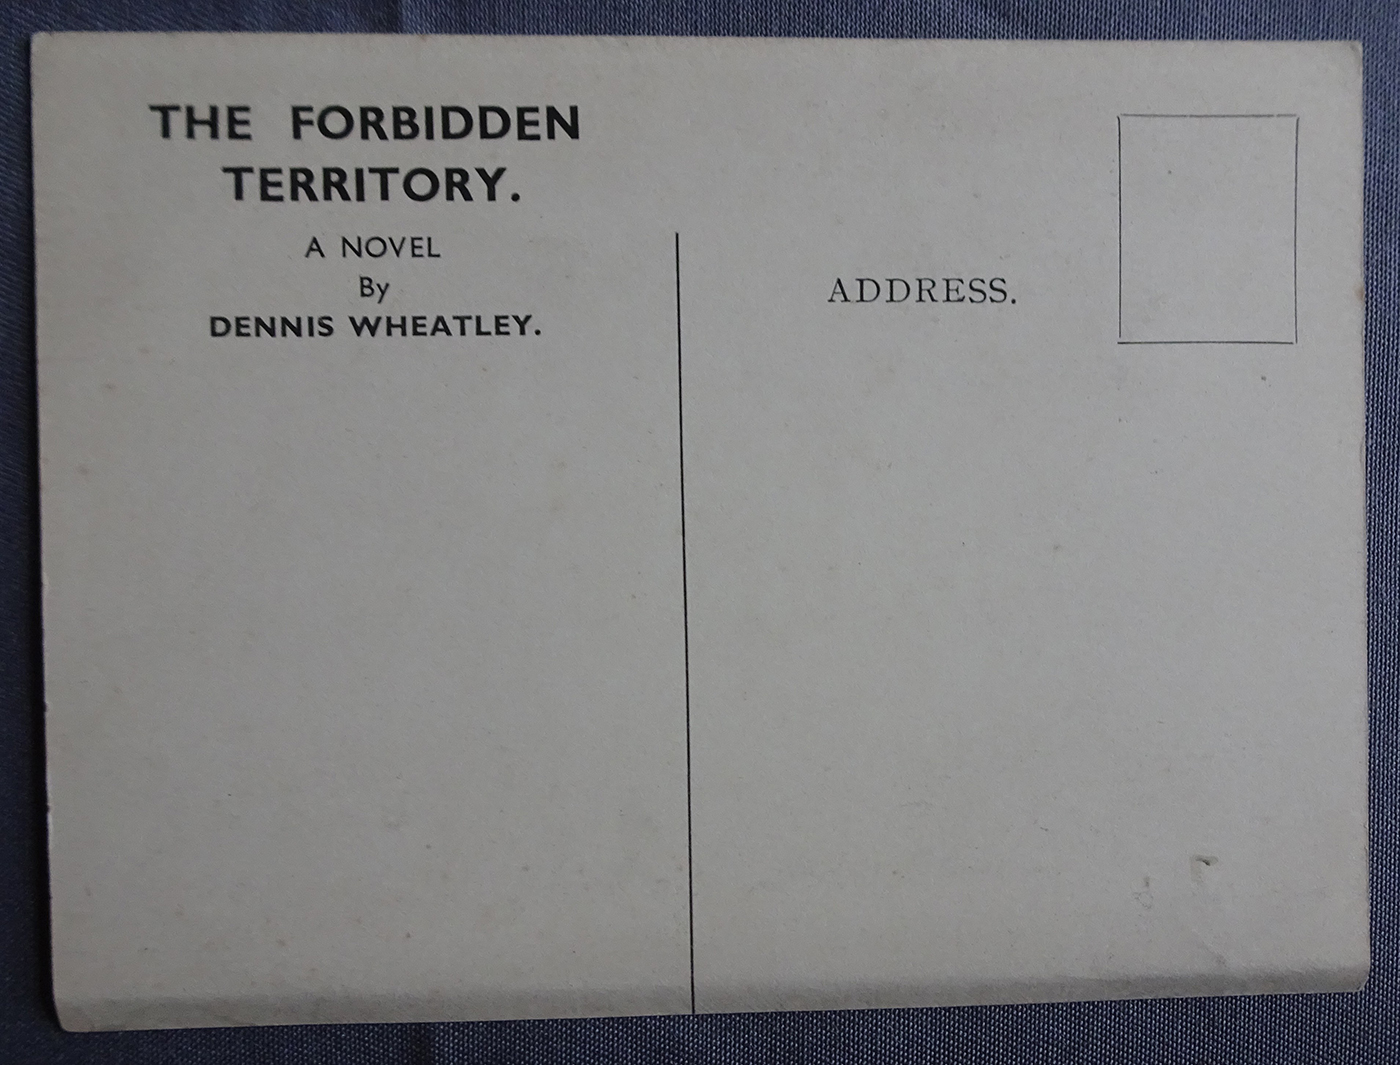 THE FORBIDDEN
TERRITORY.
A NOVEL
By
DENNIS WHEATLEY.
ADDRESS.